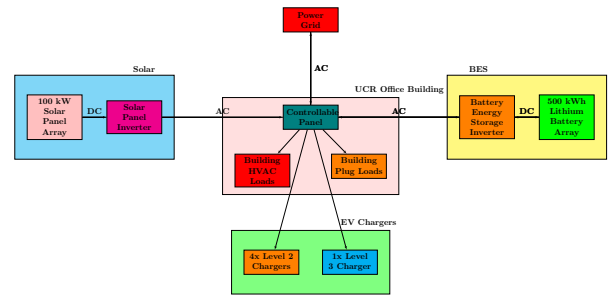 Power
Grid
Solar
BES
AC
UCR Office Building
100 kW
Solar
Panel
Array
DC
Solar
Panel
Inverter
AC
Controllable
Panel
AC
Battery
Energy
Storage
Inverter
DC
500 kWh
Lithium
Battery
Array
Building
HVAC
Loads
Building
Plug Loads
EV Chargers
4x Level 2
Chargers
1x Level
3 Charger